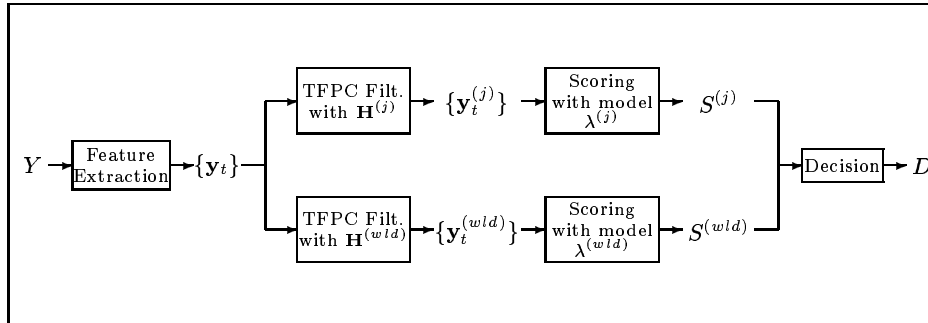 Y
Feature
Extraction
{y_t}
TFPC Filt.
with H^(j)
{y_t^(j)}
Scoring
with model
λ^(j)
S^(j)
TFPC Filt.
with H^(wld)
{y_t^(wld)}
Scoring
with model
λ^(wld)
S^(wld)
Decision
D